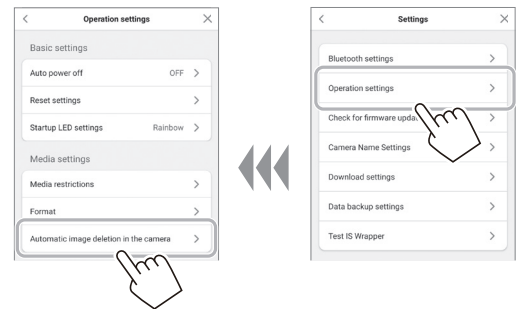 Operation settings
Basic settings
Auto power off OFF
Reset settings
Startup LED settings Rainbow
Media settings
Media restrictions
Format
Automatic image deletion in the camera
Settings
Bluetooth settings
Operation settings
Check for firmware upda
Camera Name Settings
Download settings
Data backup settings
Test IS Wrapper